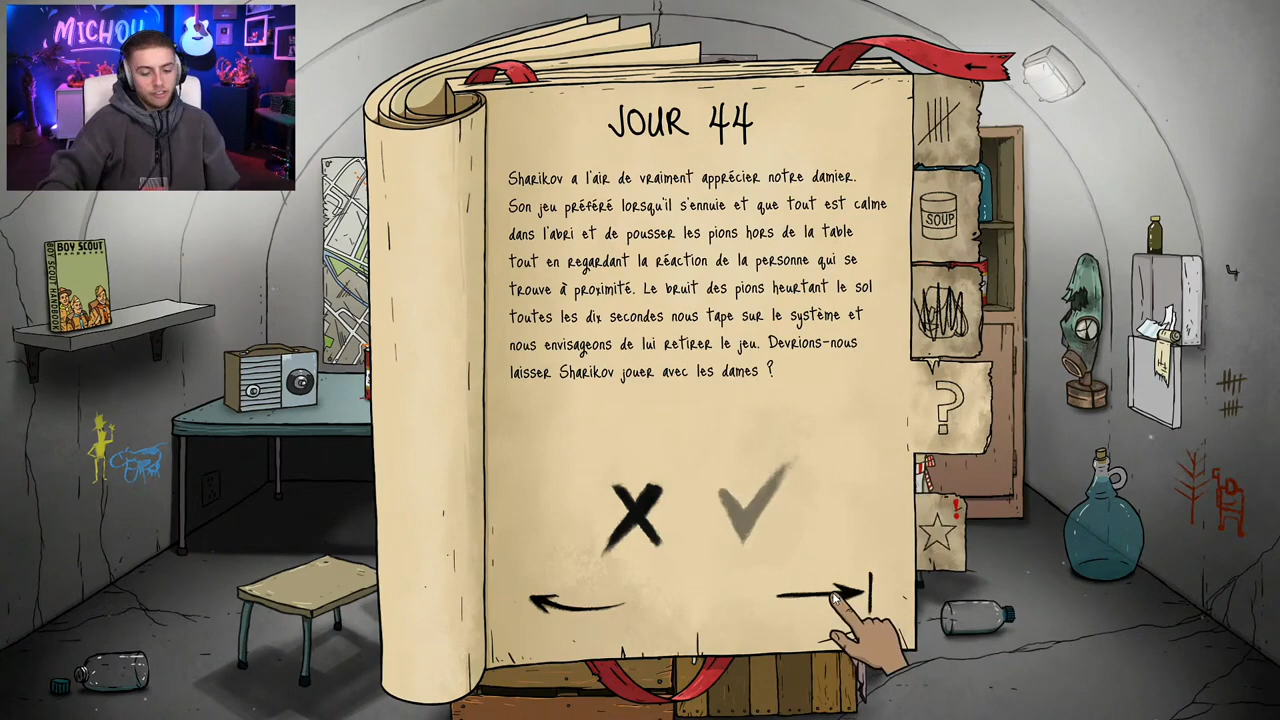 MICHOU
JOUR 44
Sharikov a l'air de vraiment apprécier notre damier.
Son jeu préféré lorsqu'il s'ennuie et que tout est calme
dans l'abri et de pousser les pions hors de la table
tout en regardant la réaction de la personne qui se
trouve à proximité. Le bruit des pions heurtant le sol
toutes les dix secondes nous tape sur le système et
nous envisageons de lui retirer le jeu. Devrions-nous
laisser Sharikov jouer avec les dames ?
SOUP
?
!
BOY SCOUT
BOY SCOUT HANDBOOK